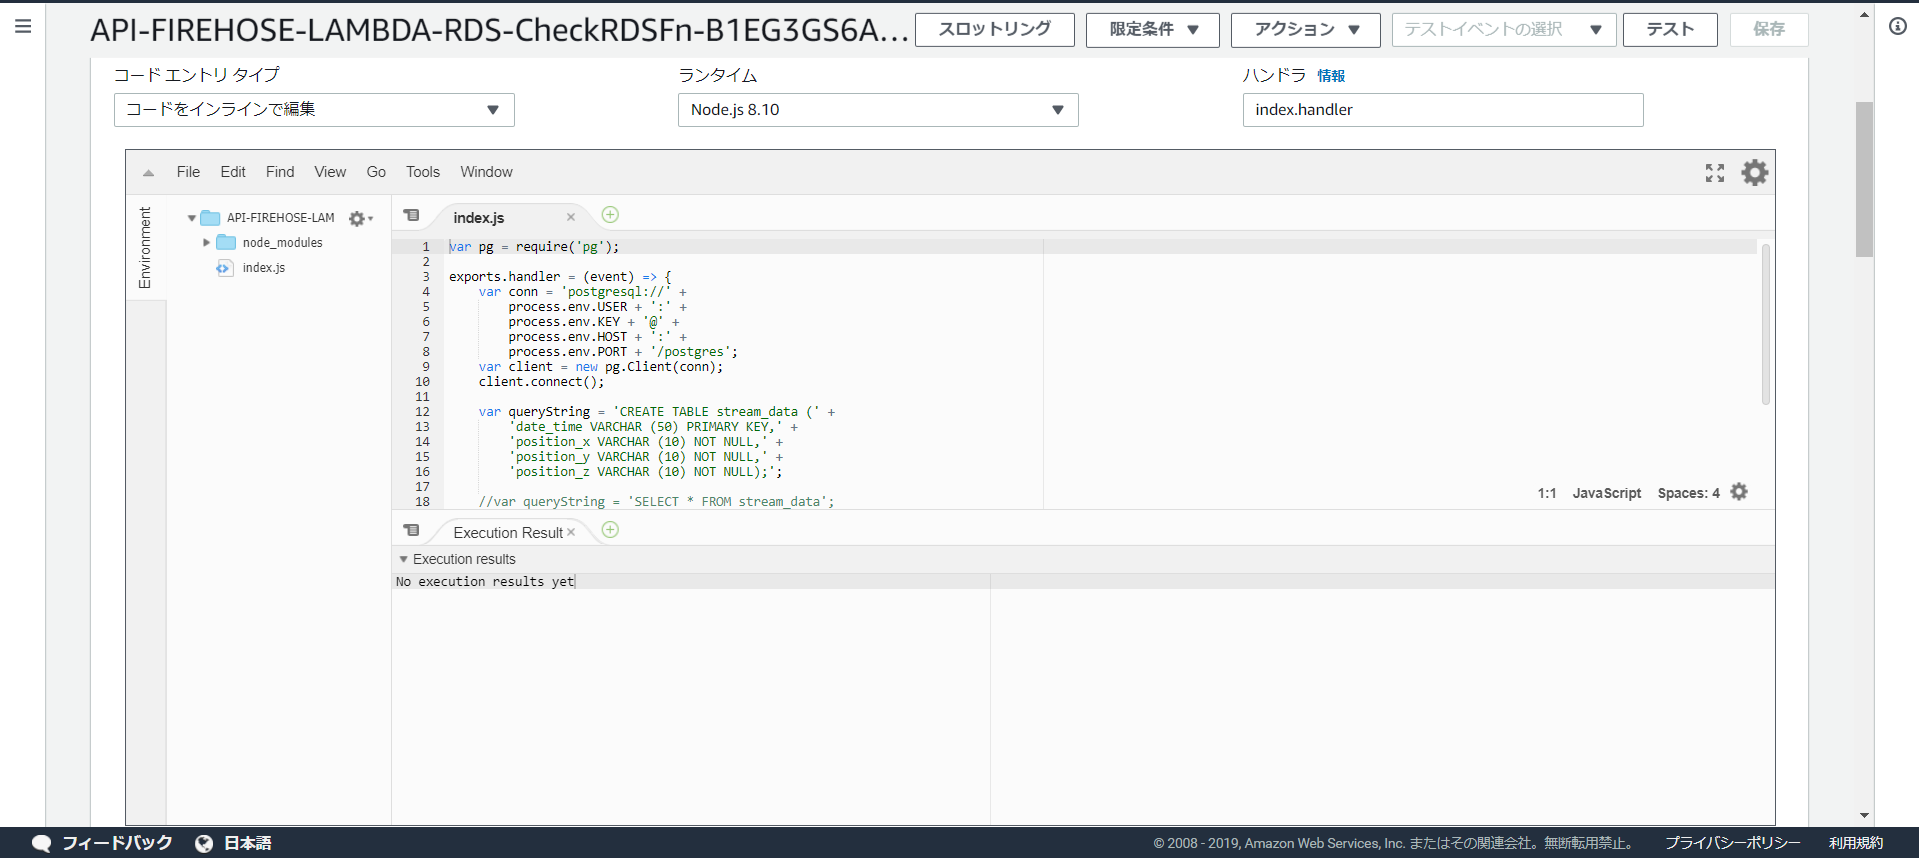 API-FIREHOSE-LAMBDA-RDS-CheckRDSFn-B1EG3GS6A...
スロットリング
限定条件
アクション
テストイベントの選択
テスト
保存
コード エントリ タイプ
ランタイム
ハンドラ 情報
コードをインラインで編集
Node.js 8.10
index.handler
File Edit Find View Go Tools Window
Environment
API-FIREHOSE-LAM
node_modules
index.js
index.js
1 var pg = require('pg');
2
3 exports.handler = (event) => {
4 var conn = 'postgresql://' +
5 process.env.USER + ':' +
6 process.env.KEY + '@' +
7 process.env.HOST + ':' +
8 process.env.PORT + '/postgres';
9 var client = new pg.Client(conn);
10 client.connect();
11
12 var queryString = 'CREATE TABLE stream_data (' +
13 'date_time VARCHAR (50) PRIMARY KEY,' +
14 'position_x VARCHAR (10) NOT NULL,' +
15 'position_y VARCHAR (10) NOT NULL,' +
16 'position_z VARCHAR (10) NOT NULL);';
17
18 //var queryString = 'SELECT * FROM stream_data';
1:1 JavaScript Spaces: 4
Execution Result
Execution results
No execution results yet
フィードバック 日本語 © 2008 - 2019, Amazon Web Services, Inc. またはその関連会社。無断転用禁止。 プライバシーポリシー 利用規約